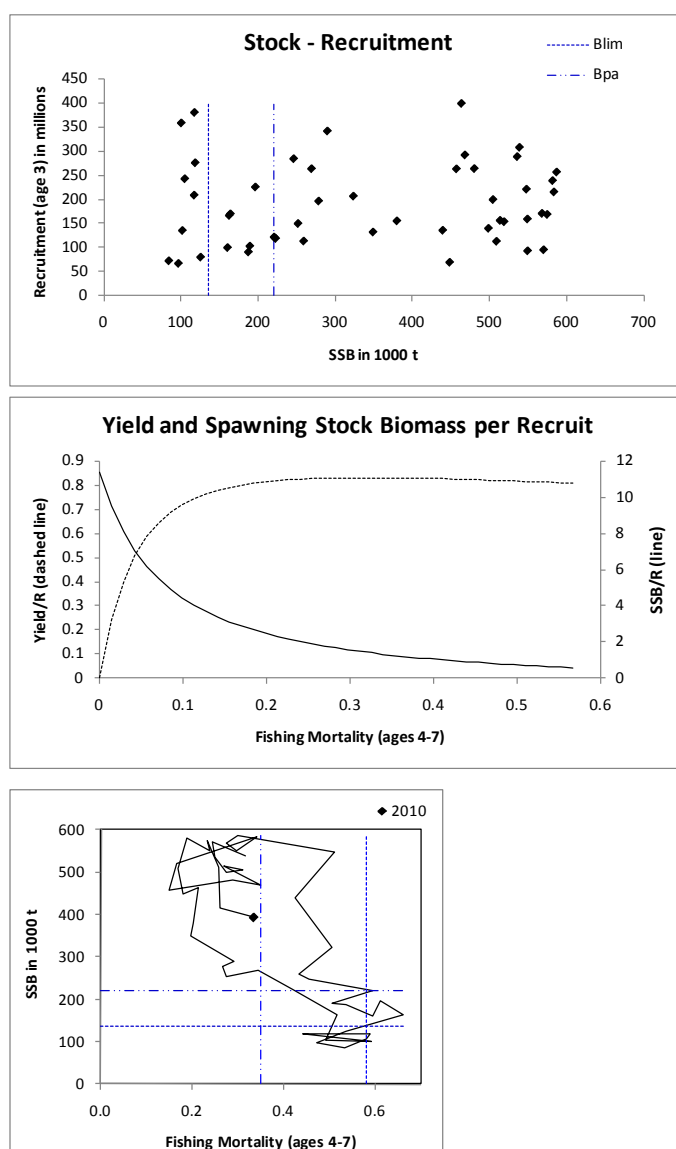 Stock - Recruitment
Blim
Bpa
Recruitment (age 3) in millions
450
400
350
300
250
200
150
100
50
0
0 100 200 300 400 500 600 700
SSB in 1000 t
Yield and Spawning Stock Biomass per Recruit
Yield/R (dashed line)
0.9
0.8
0.7
0.6
0.5
0.4
0.3
0.2
0.1
0
12
10
8
6
4
2
0
SSB/R (line)
0 0.1 0.2 0.3 0.4 0.5 0.6
Fishing Mortality (ages 4-7)
2010
SSB in 1000 t
600
500
400
300
200
100
0
0.0 0.2 0.4 0.6
Fishing Mortality (ages 4-7)